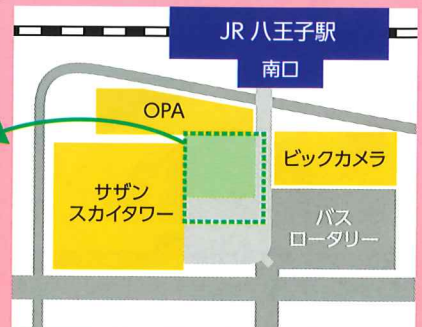 JR 八王子駅
南口
OPA
ビックカメラ
サザン
スカイタワー
バス
ロータリー